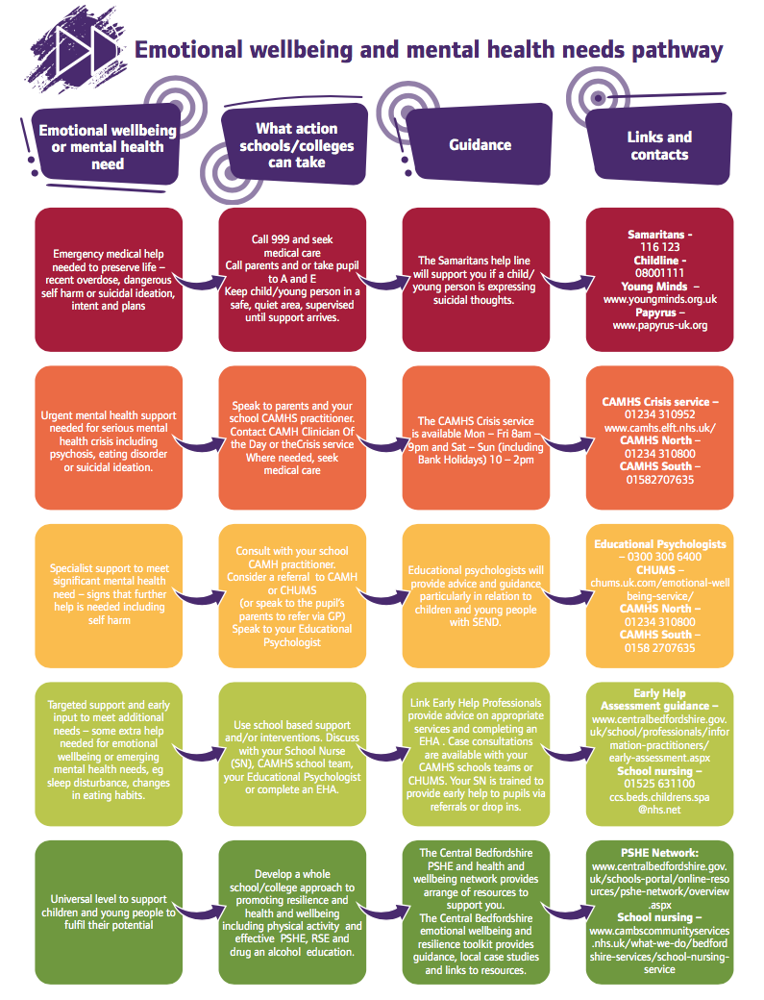 Emotional wellbeing and mental health needs pathway
Emotional wellbeing
or mental health
need
What action
schools/colleges
can take
Guidance
Links and
contacts
Emergency medical help
needed to preserve life –
recent overdose, dangerous
self harm or suicidal ideation,
intent and plans
Call 999 and seek
medical care
Call parents and or take pupil
to A and E
Keep child/young person in a
safe, quiet area, supervised
until support arrives.
The Samaritans help line
will support you if a child/
young person is expressing
suicidal thoughts.
Samaritans -
116 123
Childline -
08001111
Young Minds –
www.youngminds.org.uk
Papyrus –
www.papyrus-uk.org
Urgent mental health support
needed for serious mental
health crisis including
psychosis, eating disorder
or suicidal ideation.
Speak to parents and your
school CAMHS practitioner.
Contact CAMH Clinician Of
the Day or theCrisis service
Where needed, seek
medical care
The CAMHS Crisis service
is available Mon – Fri 8am –
9pm and Sat – Sun (including
Bank Holidays) 10 – 2pm
CAMHS Crisis service –
01234 310952
www.camhs.elft.nhs.uk/
CAMHS North –
01234 310800
CAMHS South –
01582707635
Specialist support to meet
significant mental health
need – signs that further
help is needed including
self harm
Consult with your school
CAMH practitioner.
Consider a referral to CAMH
or CHUMS
(or speak to the pupil's
parents to refer via GP)
Speak to your Educational
Psychologist
Educational psychologists will
provide advice and guidance
particularly in relation to
children and young people
with SEND.
Educational Psychologists
– 0300 300 6400
CHUMS –
chums.uk.com/emotional-well
being-service/
CAMHS North –
01234 310800
CAMHS South –
0158 2707635
Targeted support and early
input to meet additional
needs – some extra help
needed for emotional
wellbeing or emerging
mental health needs, eg
sleep disturbance, changes
in eating habits.
Use school based support
and/or interventions. Discuss
with your School Nurse
(SN), CAMHS school team,
your Educational Psychologist
or complete an EHA.
Link Early Help Professionals
provide advice on appropriate
services and completing an
EHA . Case consultations
are available with your
CAMHS schools teams or
CHUMS. Your SN is trained to
provide early help to pupils via
referrals or drop ins.
Early Help
Assessment guidance –
www.centralbedfordshire.gov.
uk/school/professionals/infor
mation-practitioners/
early-assessment.aspx
School nursing –
01525 631100
ccs.beds.childrens.spa
@nhs.net
Universal level to support
children and young people to
fulfil their potential
Develop a whole
school/college approach to
promoting resilience and
health and wellbeing
including physical activity and
effective PSHE, RSE and
drug an alcohol education.
The Central Bedfordshire
PSHE and health and
wellbeing network provides
arrange of resources to
support you.
The Central Bedfordshire
emotional wellbeing and
resilience toolkit provides
guidance, local case studies
and links to resources.
PSHE Network:
www.centralbedfordshire.gov.
uk/schools-portal/online-reso
urces/pshe-network/overview
.aspx
School nursing –
www.cambscommunityservices
.nhs.uk/what-we-do/bedford
shire-services/school-nursing-
service